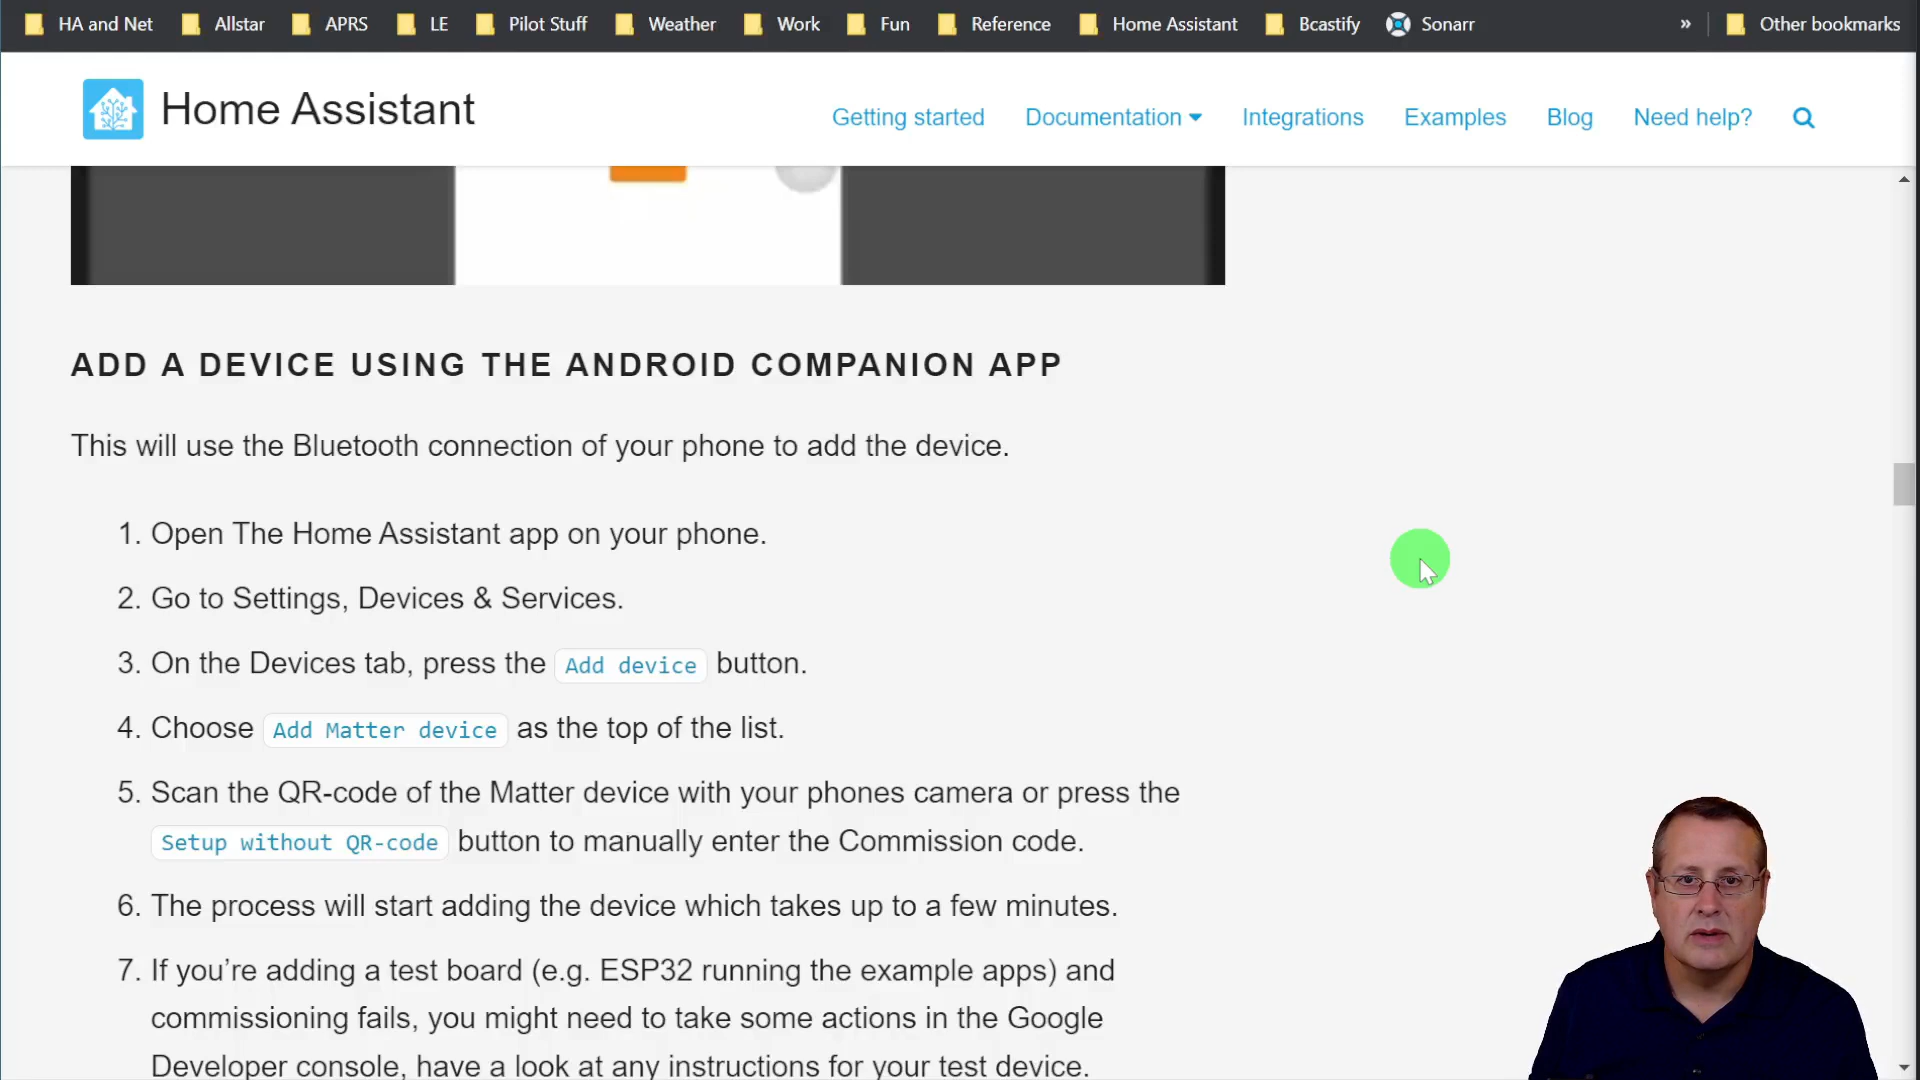 HA and Net Allstar APRS LE Pilot Stuff Weather Work Fun Reference Home Assistant Bcastify Sonarr » Other bookmarks
Home Assistant
Getting started Documentation Integrations Examples Blog Need help?
ADD A DEVICE USING THE ANDROID COMPANION APP
This will use the Bluetooth connection of your phone to add the device.
1. Open The Home Assistant app on your phone.
2. Go to Settings, Devices & Services.
3. On the Devices tab, press the Add device button.
4. Choose Add Matter device as the top of the list.
5. Scan the QR-code of the Matter device with your phones camera or press the
Setup without QR-code button to manually enter the Commission code.
6. The process will start adding the device which takes up to a few minutes.
7. If you’re adding a test board (e.g. ESP32 running the example apps) and
commissioning fails, you might need to take some actions in the Google
Developer console, have a look at any instructions for your test device.